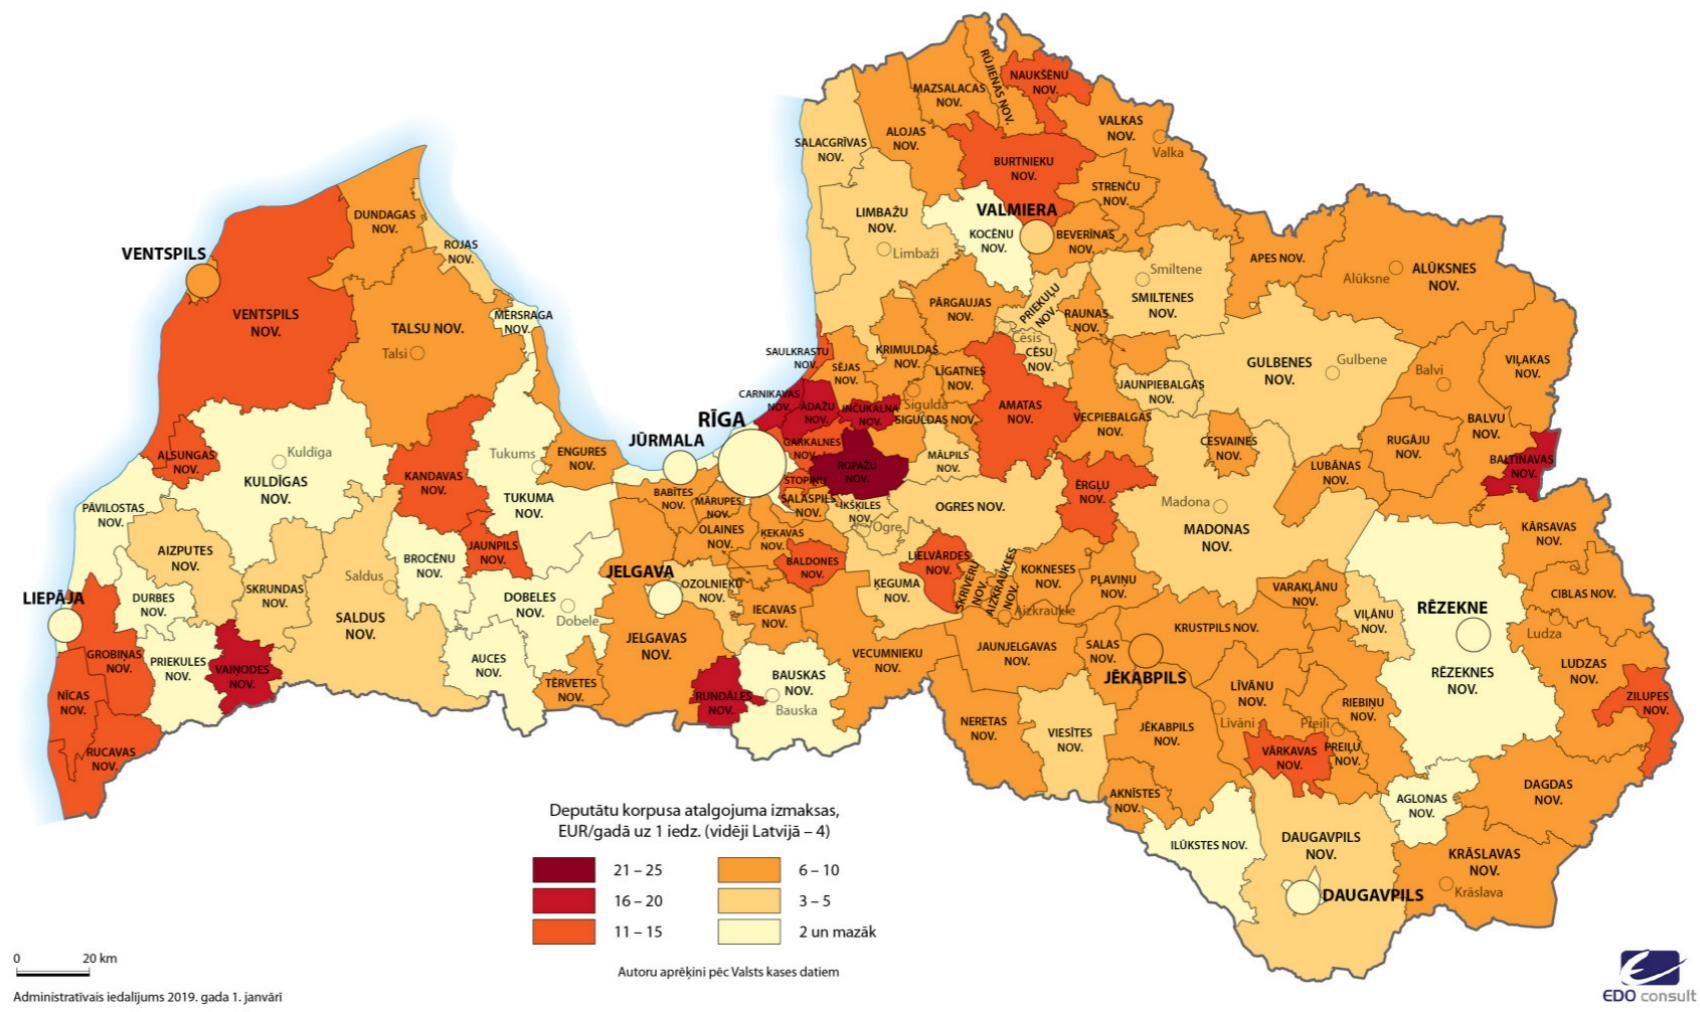 NAUKŠĒNU
NOV.
RŪJIENAS NOV.
MAZSALACAS
NOV.
VALKAS
NOV.
Valka
ALOJAS
NOV.
SALACGRĪVAS
NOV.
BURTNIEKU
NOV.
STRENČU
NOV.
LIMBAŽU
NOV.
Limbaži
VALMIERA
KOCĒNU
NOV.
BEVERĪNAS
NOV.
DUNDAGAS
NOV.
ROJAS
NOV.
VENTSPILS
VENTSPILS
NOV.
TALSU NOV.
Talsi
MĒRSRAGA
NOV.
APES NOV.
Alūksne
ALŪKSNES
NOV.
Smiltene
SMILTENES
NOV.
PĀRGAUJAS
NOV.
PRIEKUĻU
NOV.
RAUNAS
NOV.
Cēsis
CĒSU
NOV.
SAULKRASTU
NOV.
SĒJAS
NOV.
KRIMULDAS
NOV.
LĪGATNES
NOV.
GULBENES
NOV.
Gulbene
Balvi
VIĻAKAS
NOV.
JAUNPIEBALGAS
NOV.
CARNIKAVAS
NOV.
ĀDAŽU
NOV.
INČUKALNA
NOV.
Sigulda
SIGULDAS NOV.
AMATAS
NOV.
VECPIEBALGAS
NOV.
BALVU
NOV.
RĪGA
JŪRMALA
GARKALNES
NOV.
ROPAŽU
NOV.
MĀLPILS
NOV.
CESVAINES
NOV.
RUGĀJU
NOV.
LUBĀNAS
NOV.
BALTINAVAS
NOV.
ALSUNGAS
NOV.
Kuldīga
KULDĪGAS
NOV.
KANDAVAS
NOV.
Tukums
TUKUMA
NOV.
ENGURES
NOV.
STOPIŅU
NOV.
SALASPILS
NOV.
IKŠĶILES
NOV.
Ogre
OGRES NOV.
ĒRGĻU
NOV.
Madona
MADONAS
NOV.
KĀRSAVAS
NOV.
PĀVILOSTAS
NOV.
BABĪTES
NOV.
MĀRUPES
NOV.
OLAINES
NOV.
ĶEKAVAS
NOV.
BALDONES
NOV.
AIZPUTES
NOV.
SKRUNDAS
NOV.
Saldus
SALDUS
NOV.
BROCĒNU
NOV.
JAUNPILS
NOV.
JELGAVA
OZOLNIEKU
NOV.
ĶEGUMA
NOV.
LIELVĀRDES
NOV.
SKRĪVERU
NOV.
AIZKRAUKLES
NOV.
Aizkraukle
KOKNESES
NOV.
PĻAVIŅU
NOV.
VARAKĻĀNU
NOV.
VIĻĀNU
NOV.
RĒZEKNE
RĒZEKNES
NOV.
CIBLAS NOV.
Ludza
LUDZAS
NOV.
ZILUPES
NOV.
LIEPĀJA
DURBES
NOV.
DOBELES
NOV.
Dobele
IECAVAS
NOV.
JELGAVAS
NOV.
KRUSTPILS NOV.
GROBIŅAS
NOV.
PRIEKULES
NOV.
VAIŅODES
NOV.
AUCES
NOV.
TĒRVETES
NOV.
RUNDĀLES
NOV.
BAUSKAS
NOV.
Bauska
VECUMNIEKU
NOV.
JAUNJELGAVAS
NOV.
SALAS
NOV.
JĒKABPILS
LĪVĀNU
NOV.
Līvāni
RIEBIŅU
NOV.
Preiļi
PREIĻU
NOV.
NĪCAS
NOV.
RUCAVAS
NOV.
NERETAS
NOV.
VIESĪTES
NOV.
JĒKABPILS
NOV.
VĀRKAVAS
NOV.
AKNĪSTES
NOV.
AGLONAS
NOV.
DAGDAS
NOV.
ILŪKSTES NOV.
DAUGAVPILS
NOV.
KRĀSLAVAS
NOV.
Krāslava
DAUGAVPILS
Deputātu korpusa atalgojuma izmaksas,
EUR/gadā uz 1 iedz. (vidēji Latvijā – 4)
21 – 25
6 – 10
16 – 20
3 – 5
11 – 15
2 un mazāk
Autoru aprēķini pēc Valsts kases datiem
0 20 km
Administratīvais iedalījums 2019. gada 1. janvārī
EDO consult